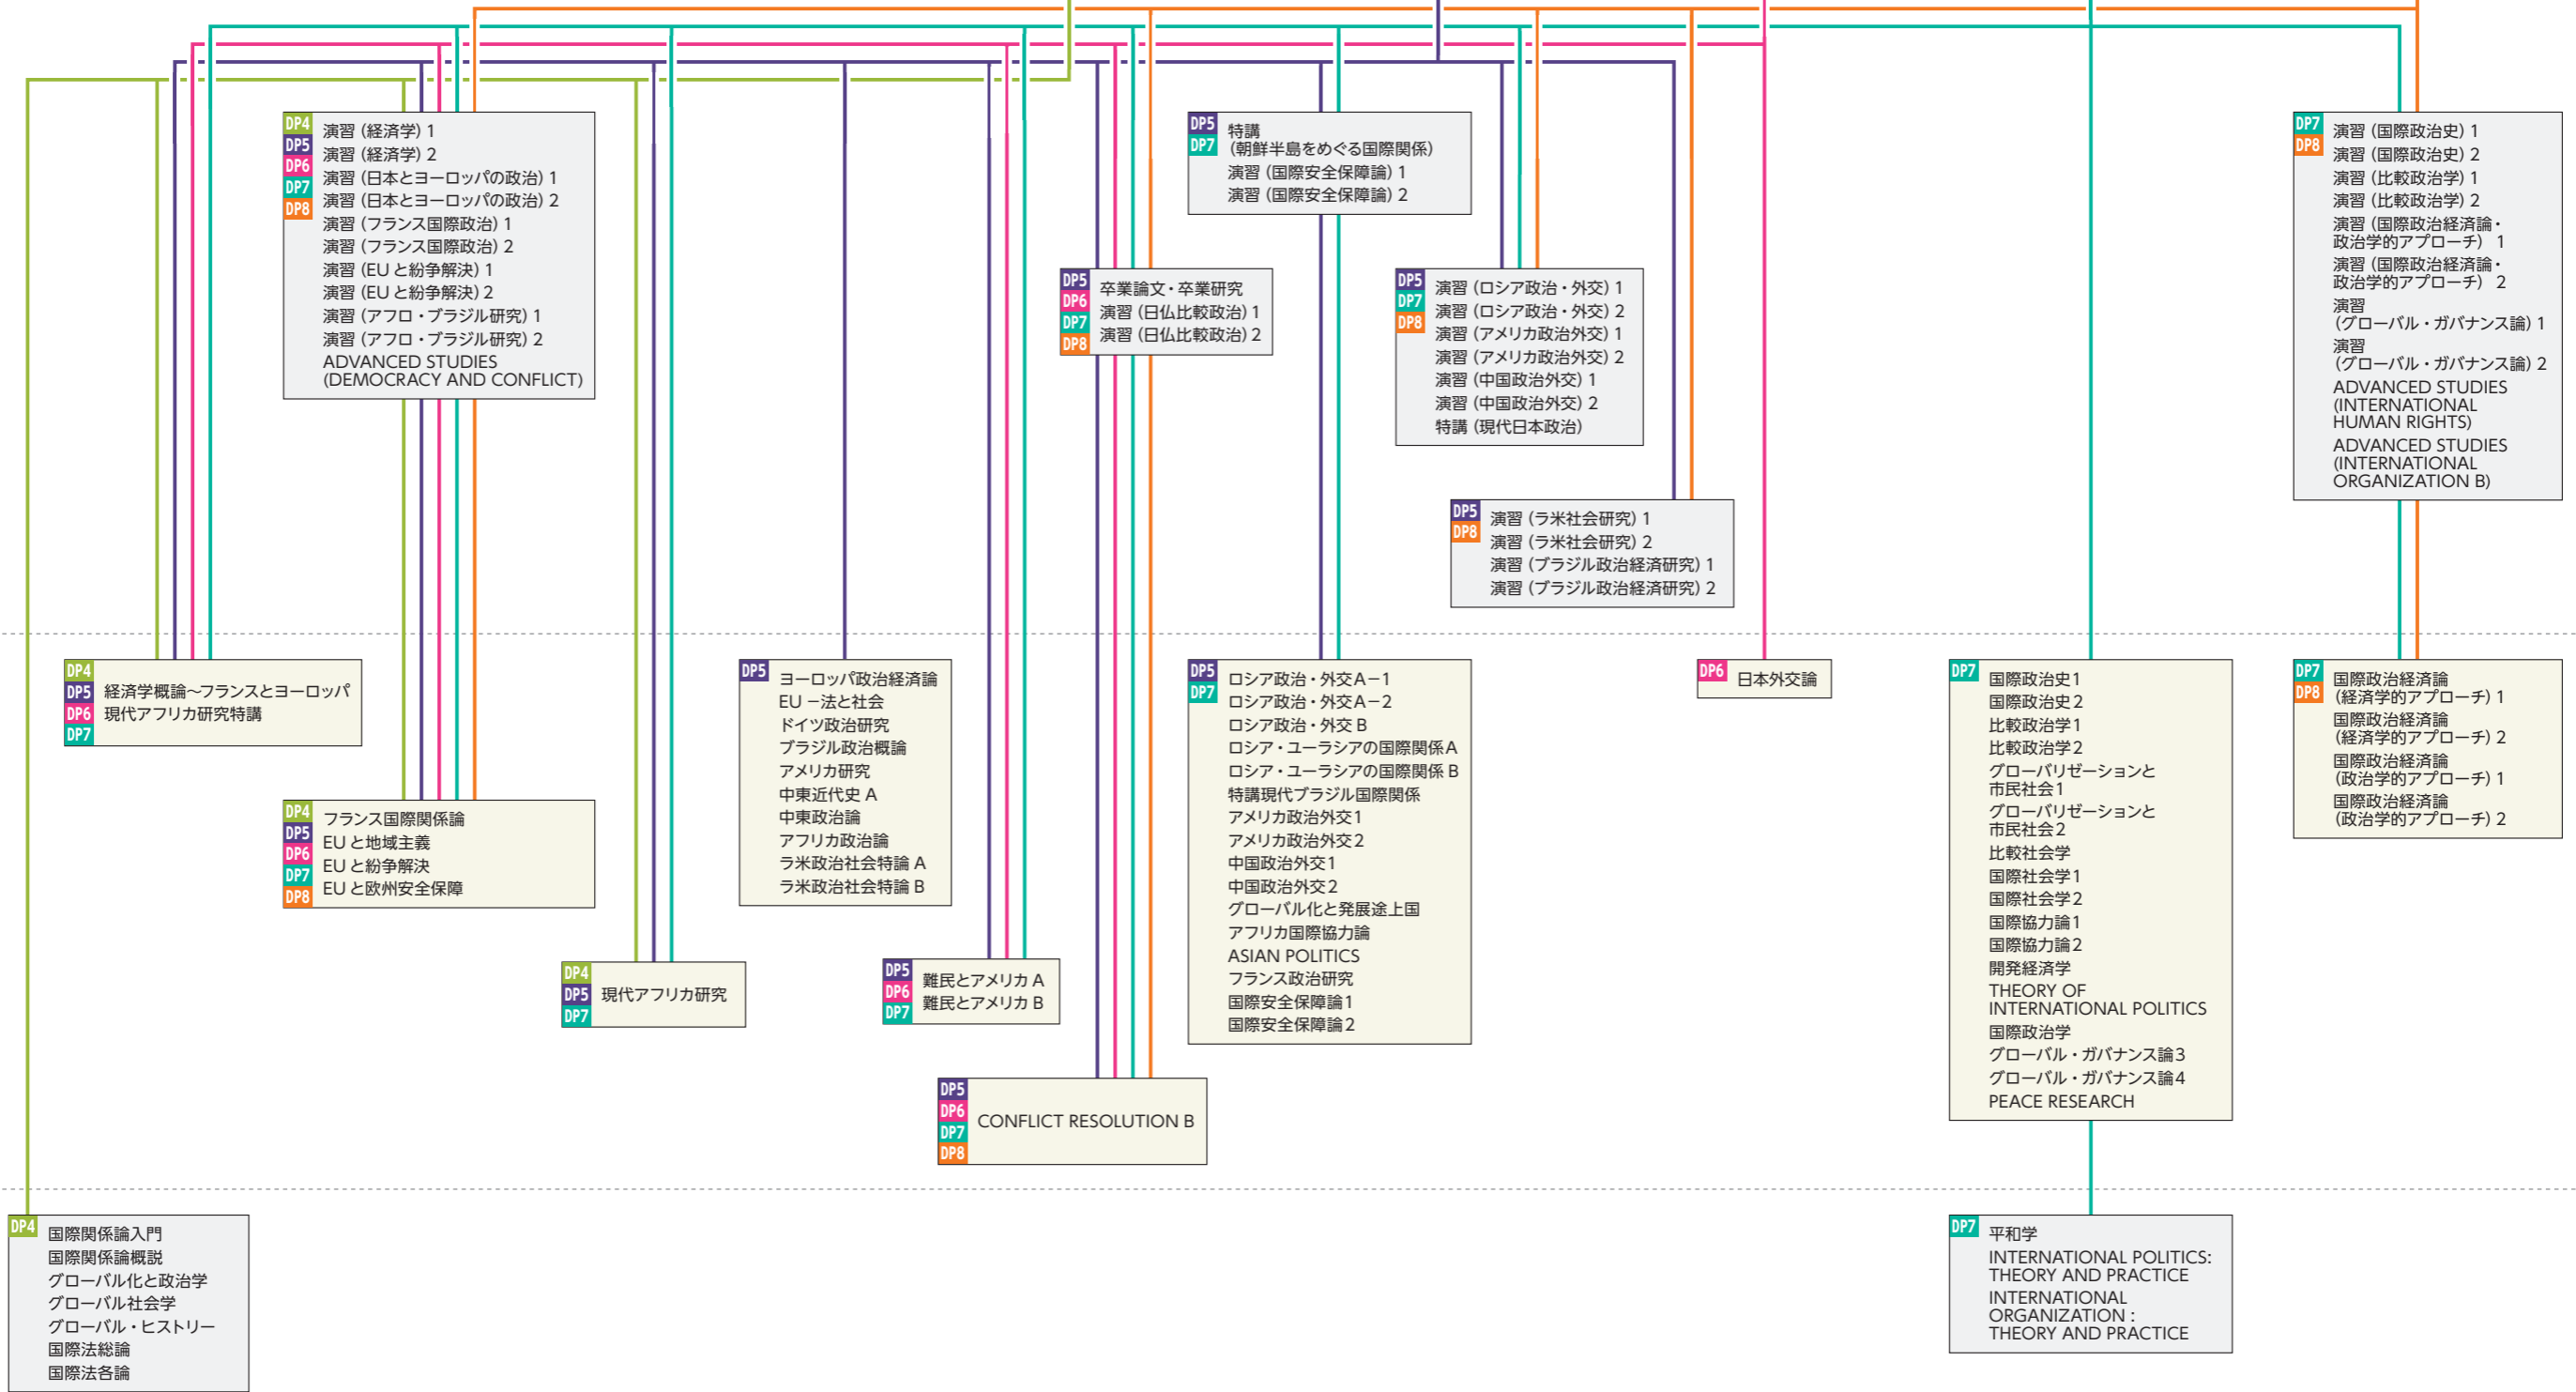 DP4
DP5
DP6
DP7
DP8
演習（経済学）1
演習（経済学）2
演習（日本とヨーロッパの政治）1
演習（日本とヨーロッパの政治）2
演習（フランス国際政治）1
演習（フランス国際政治）2
演習（EUと紛争解決）1
演習（EUと紛争解決）2
演習（アフロ・ブラジル研究）1
演習（アフロ・ブラジル研究）2
ADVANCED STUDIES
(DEMOCRACY AND CONFLICT)
DP5
DP7
特講
（朝鮮半島をめぐる国際関係）
演習（国際安全保障論）1
演習（国際安全保障論）2
DP5
DP6
DP7
DP8
卒業論文・卒業研究
演習（日仏比較政治）1
演習（日仏比較政治）2
DP5
DP7
DP8
演習（ロシア政治・外交）1
演習（ロシア政治・外交）2
演習（アメリカ政治外交）1
演習（アメリカ政治外交）2
演習（中国政治外交）1
演習（中国政治外交）2
特講（現代日本政治）
DP5
DP8
演習（ラ米社会研究）1
演習（ラ米社会研究）2
演習（ブラジル政治経済研究）1
演習（ブラジル政治経済研究）2
DP7
DP8
演習（国際政治史）1
演習（国際政治史）2
演習（比較政治学）1
演習（比較政治学）2
演習（国際政治経済論・
政治学的アプローチ） 1
演習（国際政治経済論・
政治学的アプローチ） 2
演習
（グローバル・ガバナンス論）1
演習
（グローバル・ガバナンス論）2
ADVANCED STUDIES
(INTERNATIONAL
HUMAN RIGHTS)
ADVANCED STUDIES
(INTERNATIONAL
ORGANIZATION B)
DP4
DP5
DP6
DP7
経済学概論～フランスとヨーロッパ
現代アフリカ研究特講
DP4
DP5
DP6
DP7
DP8
フランス国際関係論
EUと地域主義
EUと紛争解決
EUと欧州安全保障
DP4
DP5
DP7
現代アフリカ研究
DP5
ヨーロッパ政治経済論
EU－法と社会
ドイツ政治研究
ブラジル政治概論
アメリカ研究
中東近代史 A
中東政治論
アフリカ政治論
ラ米政治社会特論 A
ラ米政治社会特論 B
DP5
DP6
DP7
難民とアメリカ A
難民とアメリカ B
DP5
DP6
DP7
DP8
CONFLICT RESOLUTION B
DP5
DP7
ロシア政治・外交A－1
ロシア政治・外交A－2
ロシア政治・外交 B
ロシア・ユーラシアの国際関係A
ロシア・ユーラシアの国際関係 B
特講現代ブラジル国際関係
アメリカ政治外交1
アメリカ政治外交2
中国政治外交1
中国政治外交2
グローバル化と発展途上国
アフリカ国際協力論
ASIAN POLITICS
フランス政治研究
国際安全保障論1
国際安全保障論2
DP6
日本外交論
DP7
国際政治史1
国際政治史2
比較政治学1
比較政治学2
グローバリゼーションと
市民社会1
グローバリゼーションと
市民社会2
比較社会学
国際社会学1
国際社会学2
国際協力論1
国際協力論2
開発経済学
THEORY OF
INTERNATIONAL POLITICS
国際政治学
グローバル・ガバナンス論3
グローバル・ガバナンス論4
PEACE RESEARCH
DP7
DP8
国際政治経済論
（経済学的アプローチ）1
国際政治経済論
（経済学的アプローチ）2
国際政治経済論
（政治学的アプローチ）1
国際政治経済論
（政治学的アプローチ）2
DP4
国際関係論入門
国際関係論概説
グローバル化と政治学
グローバル社会学
グローバル・ヒストリー
国際法総論
国際法各論
DP7
平和学
INTERNATIONAL POLITICS:
THEORY AND PRACTICE
INTERNATIONAL
ORGANIZATION :
THEORY AND PRACTICE